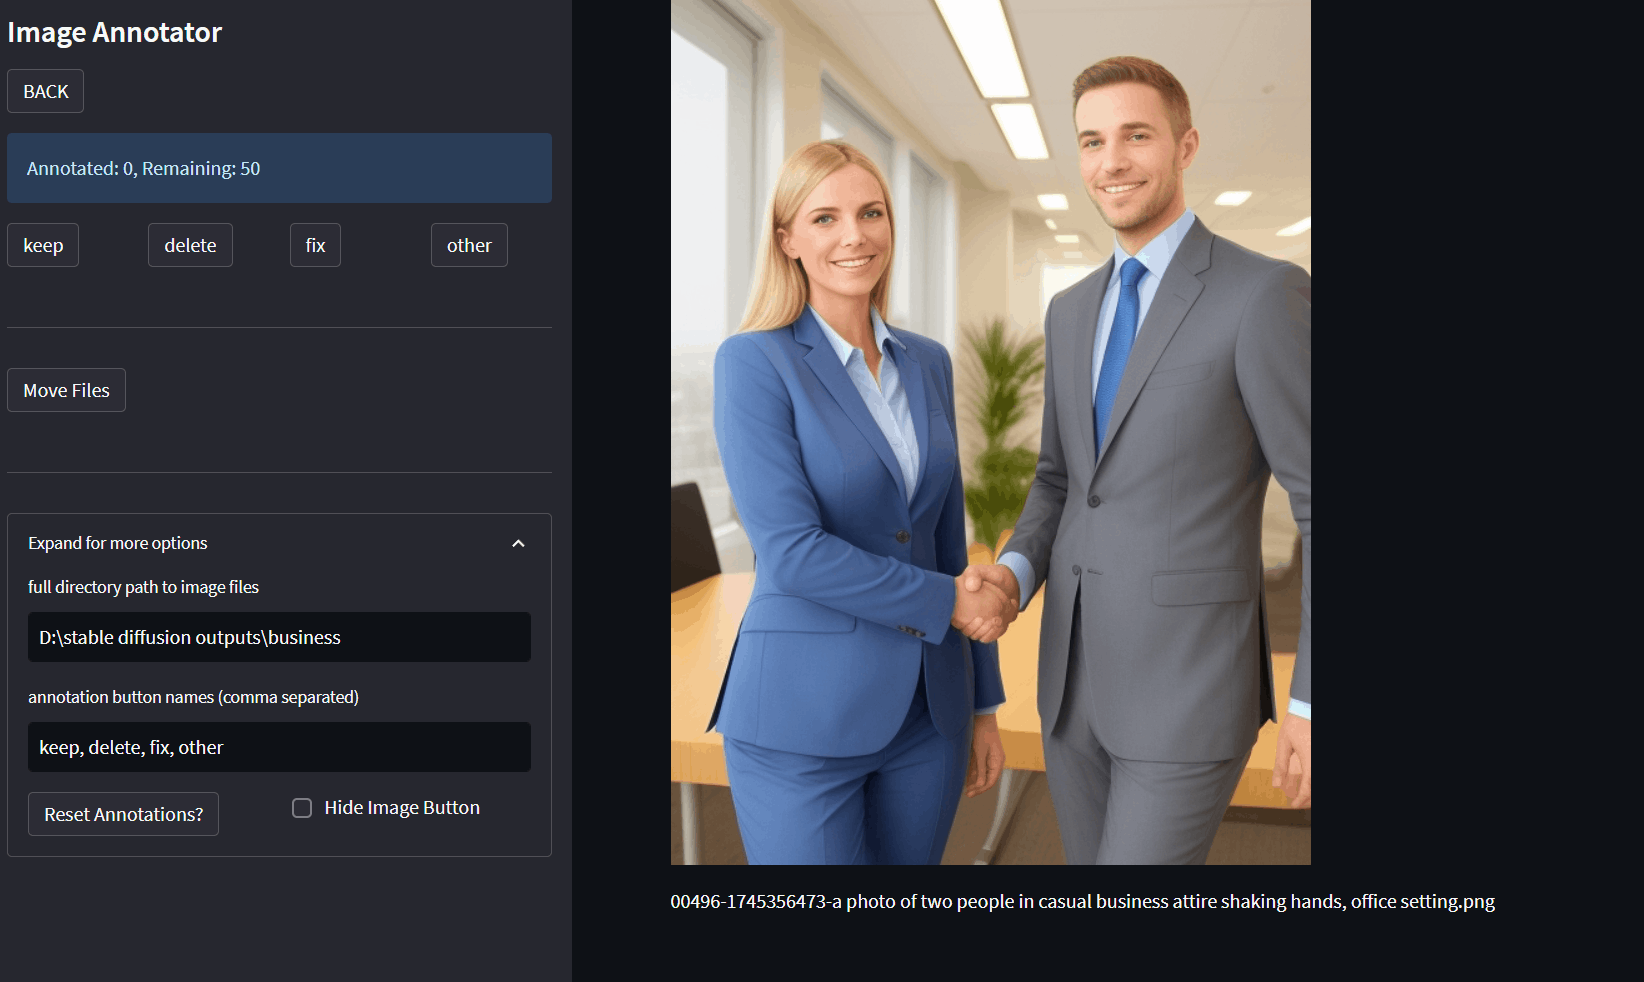 Image Annotator
BACK
Annotated: 0, Remaining: 50
keep
delete
fix
other
Move Files
Expand for more options
full directory path to image files
D:\stable diffusion outputs\business
annotation button names (comma separated)
keep, delete, fix, other
Reset Annotations?
Hide Image Button
00496-1745356473-a photo of two people in casual business attire shaking hands, office setting.png